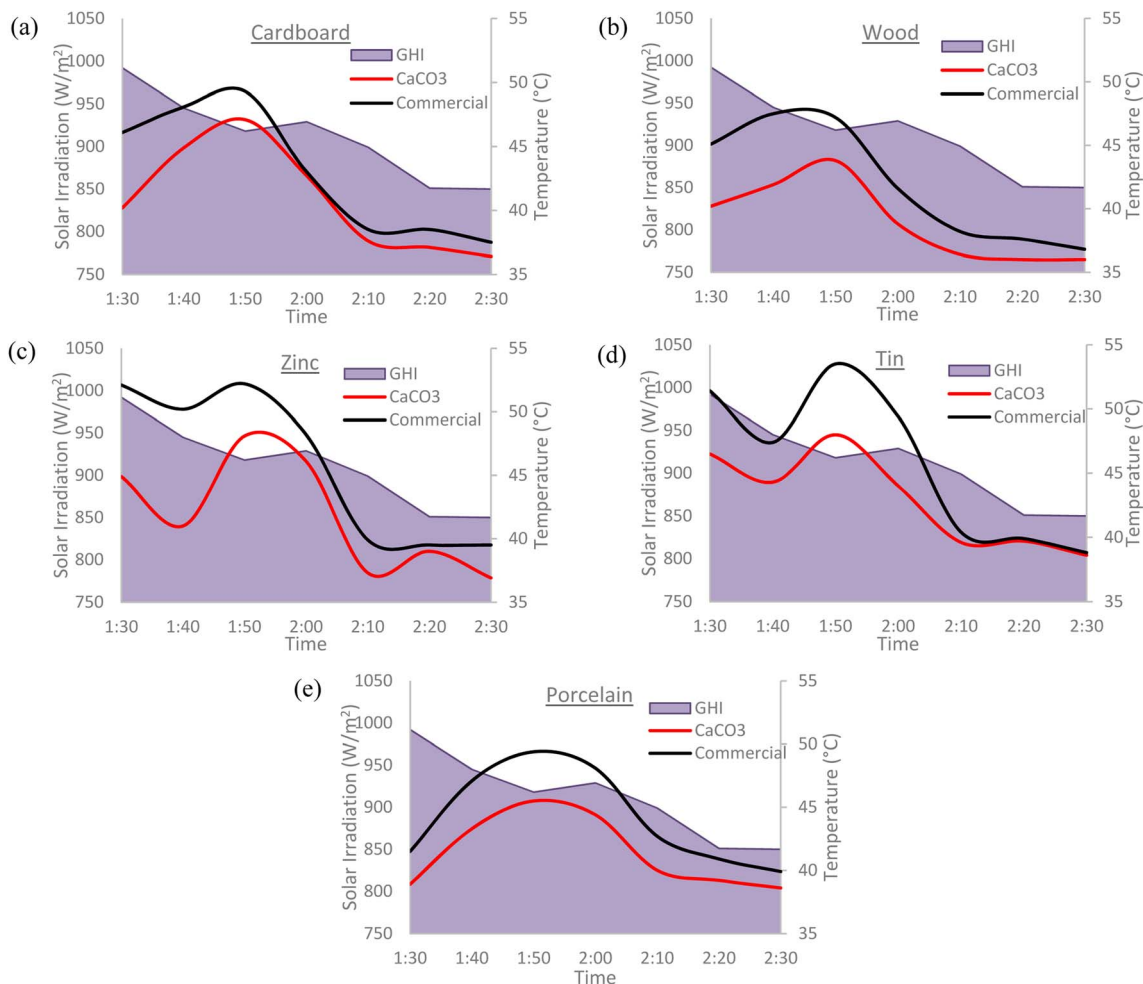 (a)
Cardboard
GHI
CaCO3
Commercial
Solar Irradiation (W/m²)
1050
1000
950
900
850
800
750
55
50
45
40
35
Temperature (°C)
1:30 1:40 1:50 2:00 2:10 2:20 2:30
Time
(b)
Wood
GHI
CaCO3
Commercial
Solar Irradiation (W/m²)
1050
1000
950
900
850
800
750
55
50
45
40
35
Temperature (°C)
1:30 1:40 1:50 2:00 2:10 2:20 2:30
Time
(c)
Zinc
GHI
CaCO3
Commercial
Solar Irradiation (W/m²)
1050
1000
950
900
850
800
750
55
50
45
40
35
Temperature (°C)
1:30 1:40 1:50 2:00 2:10 2:20 2:30
Time
(d)
Tin
GHI
CaCO3
Commercial
Solar Irradiation (W/m²)
1050
1000
950
900
850
800
750
55
50
45
40
35
Temperature (°C)
1:30 1:40 1:50 2:00 2:10 2:20 2:30
Time
(e)
Porcelain
GHI
CaCO3
Commercial
Solar Irradiation (W/m²)
1050
1000
950
900
850
800
750
55
50
45
40
35
Temperature (°C)
1:30 1:40 1:50 2:00 2:10 2:20 2:30
Time